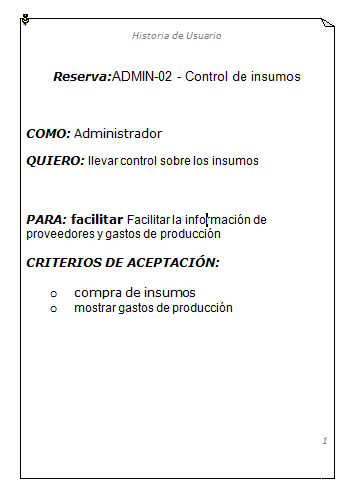 Historia de Usuario
Reserva:ADMIN-02 - Control de insumos
COMO: Administrador
QUIERO: llevar control sobre los insumos
PARA: facilitar Facilitar la información de
proveedores y gastos de producción
CRITERIOS DE ACEPTACIÓN:
o compra de insumos
o mostrar gastos de producción
1